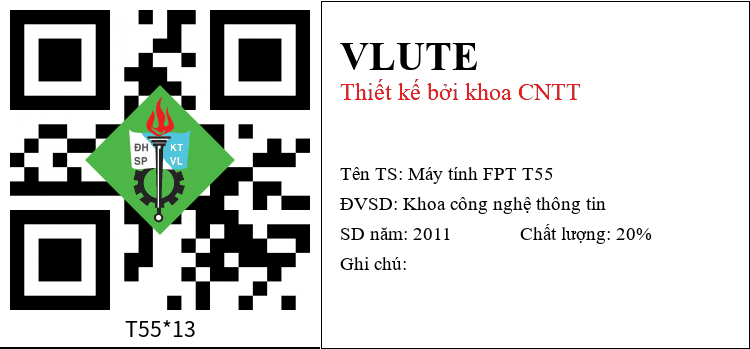 ĐH KT
SP VL
T55*13
VLUTE
Thiết kế bởi khoa CNTT
Tên TS: Máy tính FPT T55
ĐVSD: Khoa công nghệ thông tin
SD năm: 2011 Chất lượng: 20%
Ghi chú: